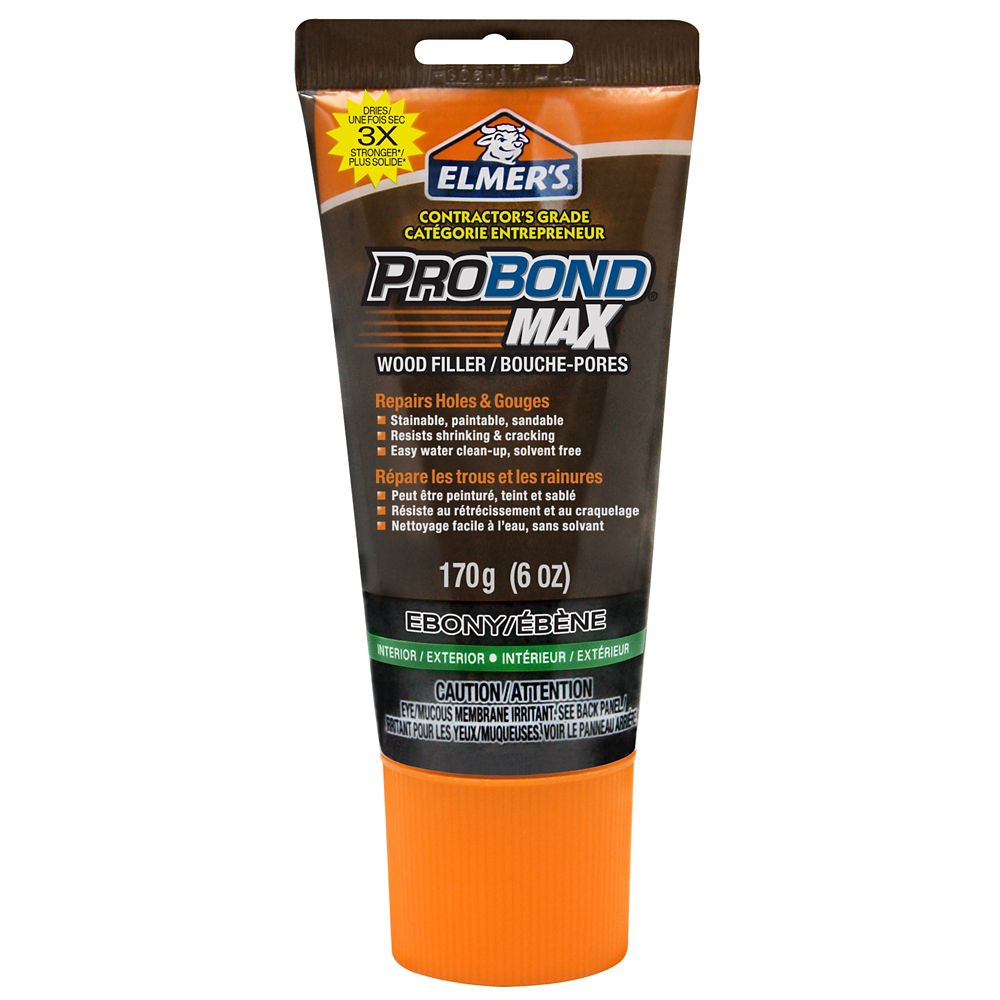 DRIES/
UNE FOIS SEC
3X
STRONGER*/
PLUS SOLIDE*
ELMER'S®
CONTRACTOR'S GRADE
CATÉGORIE ENTREPRENEUR
PROBOND®
MAX
WOOD FILLER / BOUCHE-PORES
Repairs Holes & Gouges
Stainable, paintable, sandable
Resists shrinking & cracking
Easy water clean-up, solvent free
Répare les trous et les rainures
Peut être peinturé, teint et sablé
Résiste au rétrécissement et au craquelage
Nettoyage facile à l'eau, sans solvant
170g (6 OZ)
EBONY/ÉBÈNE
INTERIOR / EXTERIOR • INTÉRIEUR / EXTÉRIEUR
CAUTION/ATTENTION
EYE/MUCOUS MEMBRANE IRRITANT. SEE BACK PANEL/
IRRITANT POUR LES YEUX/MUQUEUSES. VOIR LE PANNEAU ARRIÈRE